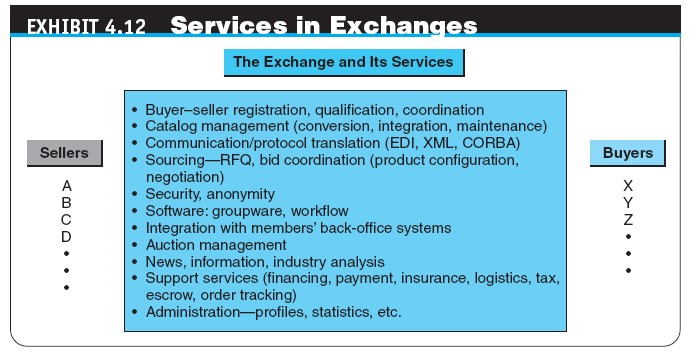 EXHIBIT 4.12 Services in Exchanges
The Exchange and Its Services
Sellers
A
B
C
D
•
•
•
• Buyer–seller registration, qualification, coordination
• Catalog management (conversion, integration, maintenance)
• Communication/protocol translation (EDI, XML, CORBA)
• Sourcing—RFQ, bid coordination (product configuration,
negotiation)
• Security, anonymity
• Software: groupware, workflow
• Integration with members' back-office systems
• Auction management
• News, information, industry analysis
• Support services (financing, payment, insurance, logistics, tax,
escrow, order tracking)
• Administration—profiles, statistics, etc.
Buyers
X
Y
Z
•
•
•